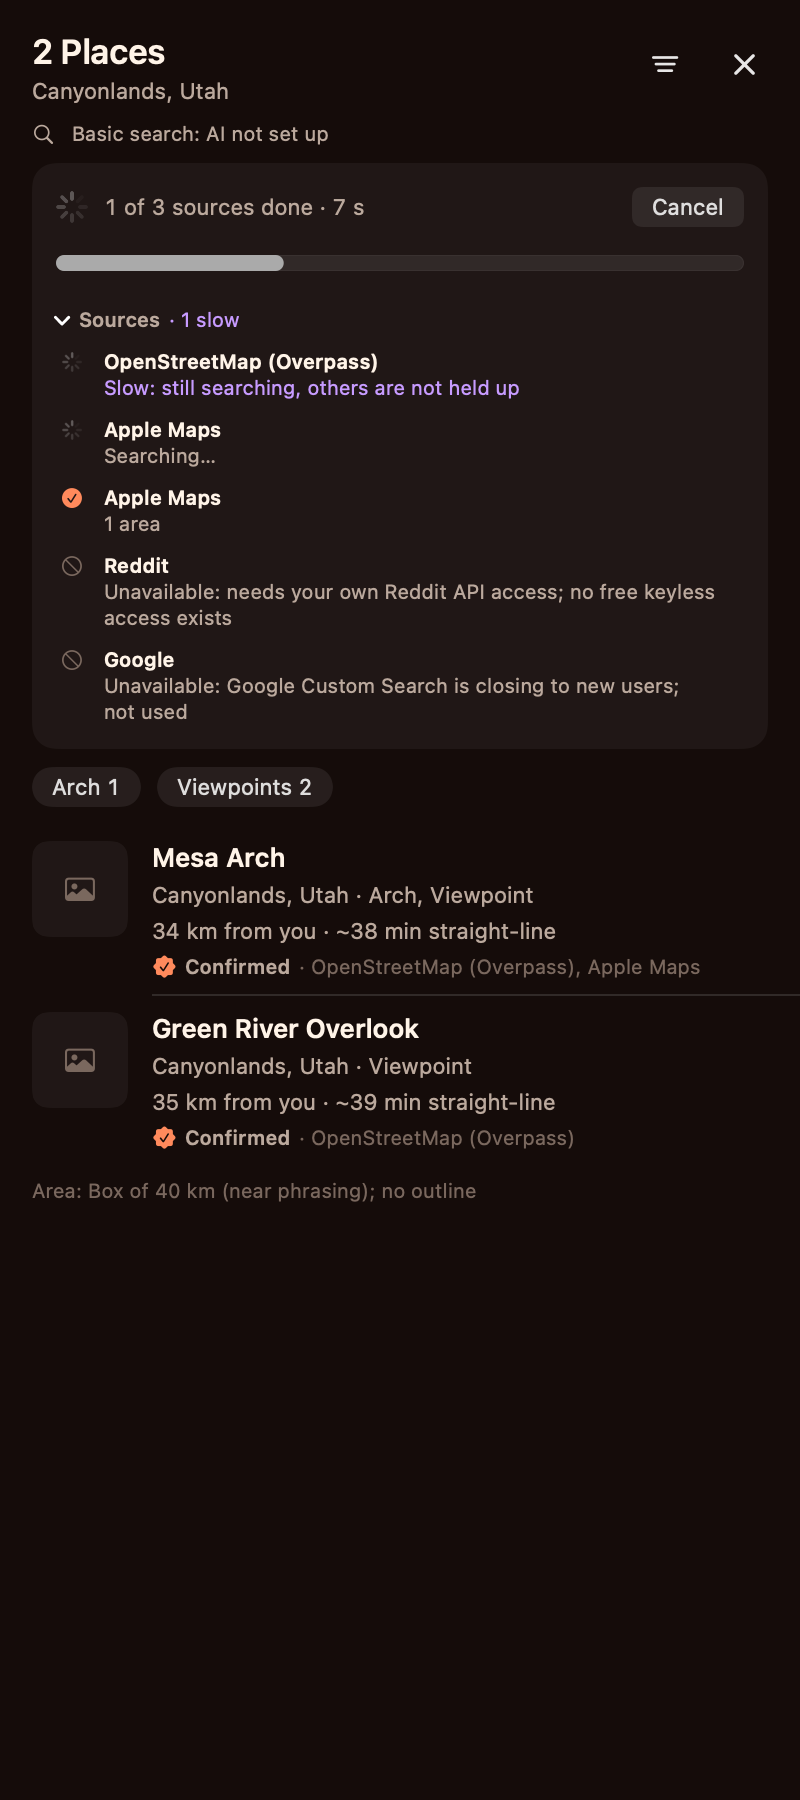 2 Places
Canyonlands, Utah
Basic search: AI not set up
1 of 3 sources done · 7 s
Cancel
Sources · 1 slow
OpenStreetMap (Overpass)
Slow: still searching, others are not held up
Apple Maps
Searching...
Apple Maps
1 area
Reddit
Unavailable: needs your own Reddit API access; no free keyless
access exists
Google
Unavailable: Google Custom Search is closing to new users;
not used
Arch 1
Viewpoints 2
Mesa Arch
Canyonlands, Utah · Arch, Viewpoint
34 km from you · ~38 min straight-line
Confirmed · OpenStreetMap (Overpass), Apple Maps
Green River Overlook
Canyonlands, Utah · Viewpoint
35 km from you · ~39 min straight-line
Confirmed · OpenStreetMap (Overpass)
Area: Box of 40 km (near phrasing); no outline